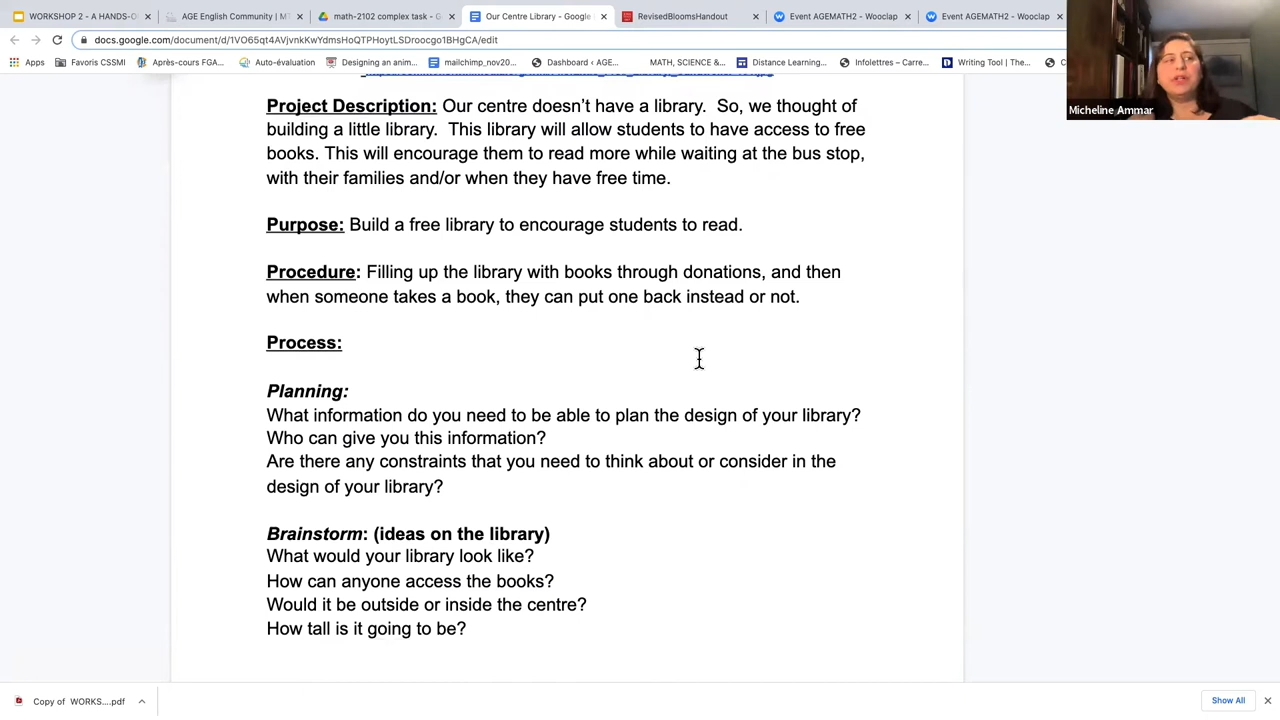 WORKSHOP 2 - A HANDS-O
AGE English Community | MT
math-2102 complex task - G
Our Centre Library - Google
RevisedBloomsHandout
Event AGEMATH2 - Wooclap
Event AGEMATH2 - Wooclap
docs.google.com/document/d/1VO65qt4AVjvnkKwYdmsHoQTPHoytLSDroocgo1BHgCA/edit
Apps
Favoris CSSMI
Après-cours FGA...
Auto-évaluation
Designing an anim...
mailchimp_nov20...
Dashboard « AGE...
MATH, SCIENCE &...
Distance Learning...
Infolettres – Carre...
Writing Tool | The...
Micheline Ammar
Project Description: Our centre doesn't have a library. So, we thought of
building a little library. This library will allow students to have access to free
books. This will encourage them to read more while waiting at the bus stop,
with their families and/or when they have free time.
Purpose: Build a free library to encourage students to read.
Procedure: Filling up the library with books through donations, and then
when someone takes a book, they can put one back instead or not.
Process:
Planning:
What information do you need to be able to plan the design of your library?
Who can give you this information?
Are there any constraints that you need to think about or consider in the
design of your library?
Brainstorm: (ideas on the library)
What would your library look like?
How can anyone access the books?
Would it be outside or inside the centre?
How tall is it going to be?
Copy of WORKS....pdf
Show All